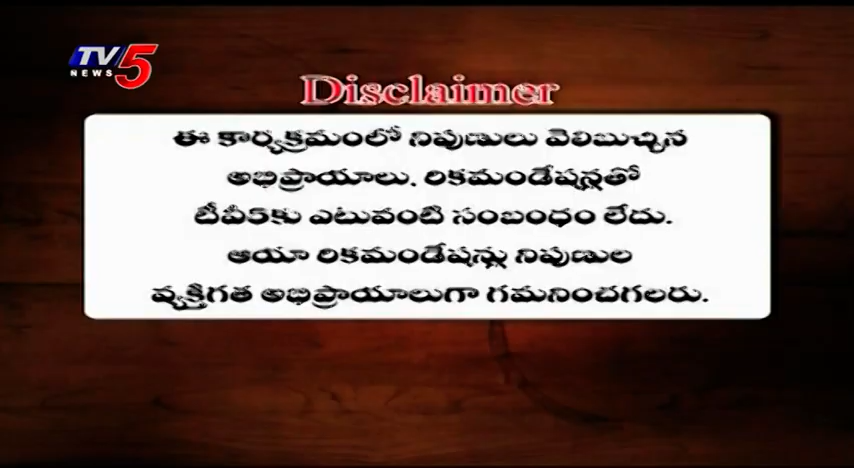 TV5
NEWS
Disclaimer
ఈ కార్యక్రమంలో నిపుణులు వెలిబుచ్చిన
అభిప్రాయాలు. రికమండేషన్లతో
టీవీ5కు ఎటువంటి సంబంధం లేదు.
ఆయా రికమండేషన్లు నిపుణుల
వ్యక్తిగత అభిప్రాయాలుగా గమనించగలరు.